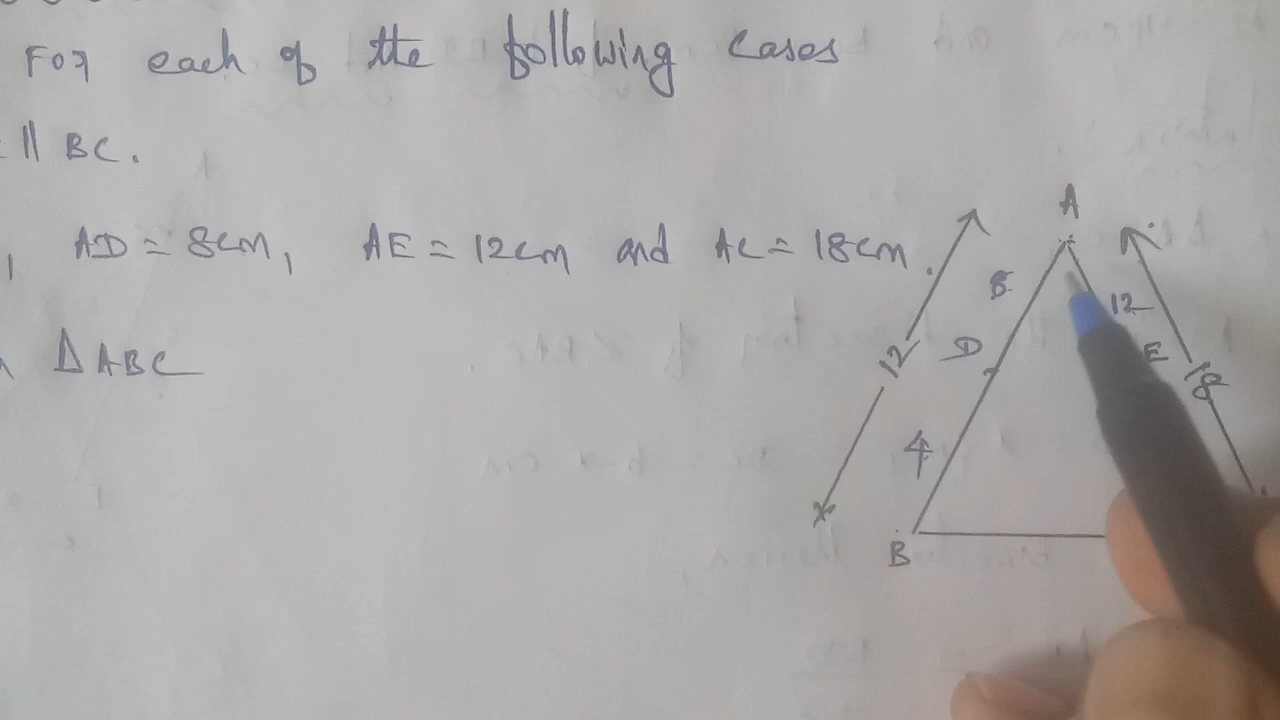 For each of the following cases
|| BC.
, AD = 8cm, AE = 12cm and AC = 18cm.
Δ ABC
A
8 12
12 D E 18
4
B